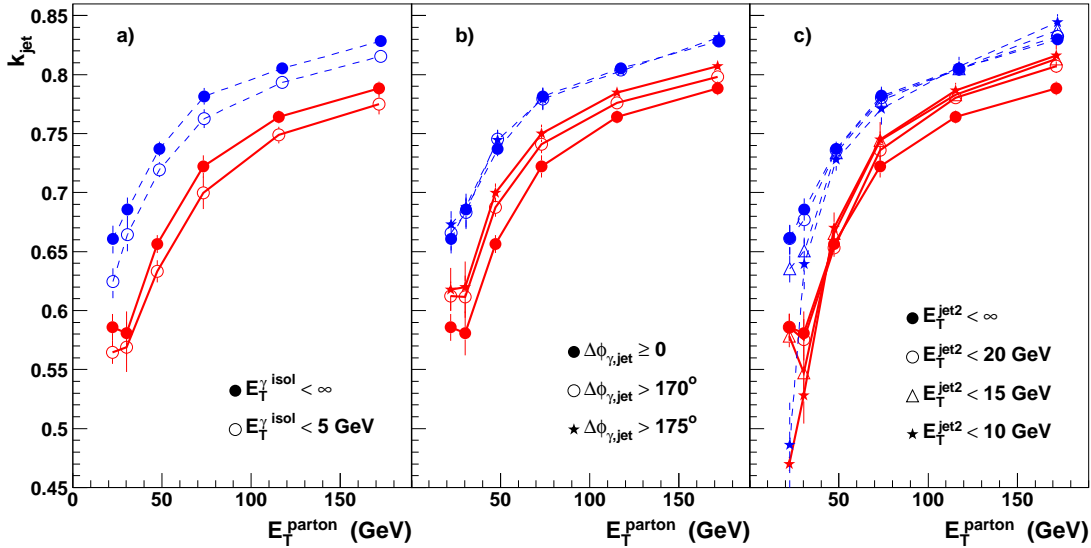 k_jet
0.85
0.8
0.75
0.7
0.65
0.6
0.55
0.5
0.45
a)
E_T^γ isol < ∞
E_T^γ isol < 5 GeV
0 50 100 150
E_T^parton (GeV)
b)
Δϕ_γ,jet ≥ 0
Δϕ_γ,jet > 170°
Δϕ_γ,jet > 175°
0 50 100 150
E_T^parton (GeV)
c)
E_T^jet2 < ∞
E_T^jet2 < 20 GeV
E_T^jet2 < 15 GeV
E_T^jet2 < 10 GeV
0 50 100 150
E_T^parton (GeV)